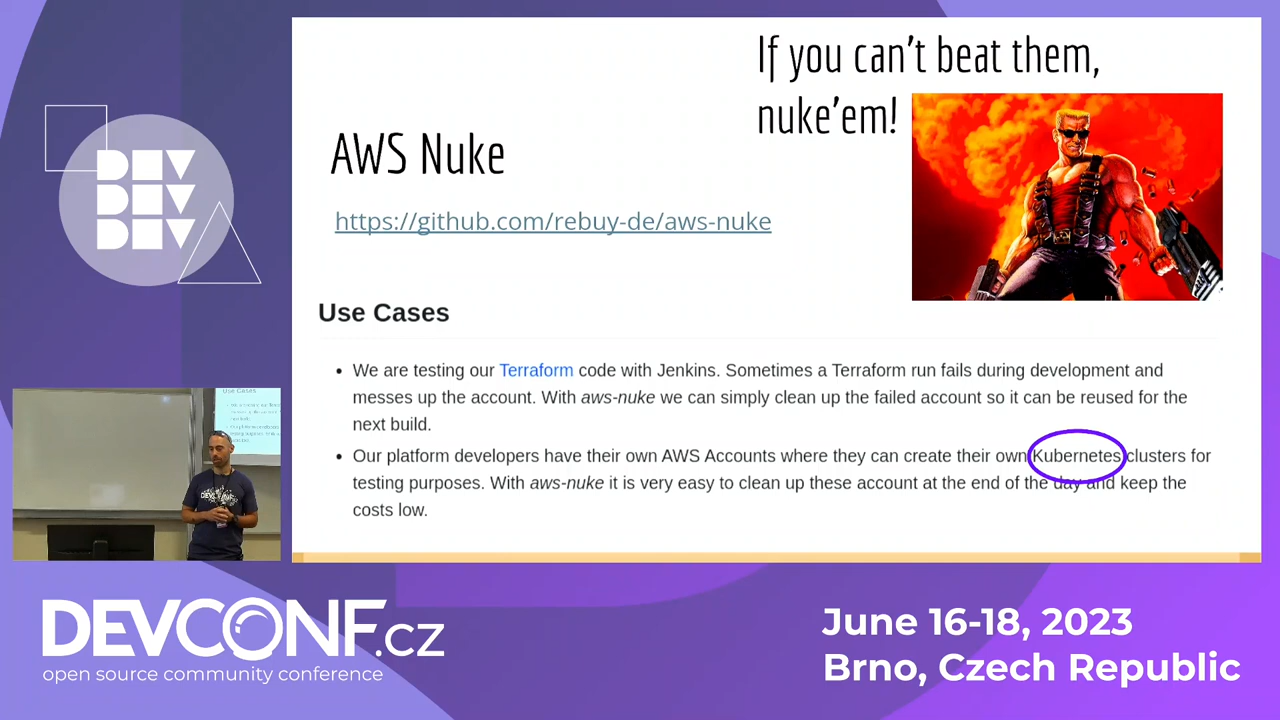 DEV
DEV
DEV
If you can't beat them,
nuke'em!
AWS Nuke
https://github.com/rebuy-de/aws-nuke
Use Cases
• We are testing our Terraform code with Jenkins. Sometimes a Terraform run fails during development and
messes up the account. With aws-nuke we can simply clean up the failed account so it can be reused for the
next build.
• Our platform developers have their own AWS Accounts where they can create their own Kubernetes clusters for
testing purposes. With aws-nuke it is very easy to clean up these account at the end of the day and keep the
costs low.
Use Cases
DEVCONF.cz
open source community conference
June 16-18, 2023
Brno, Czech Republic